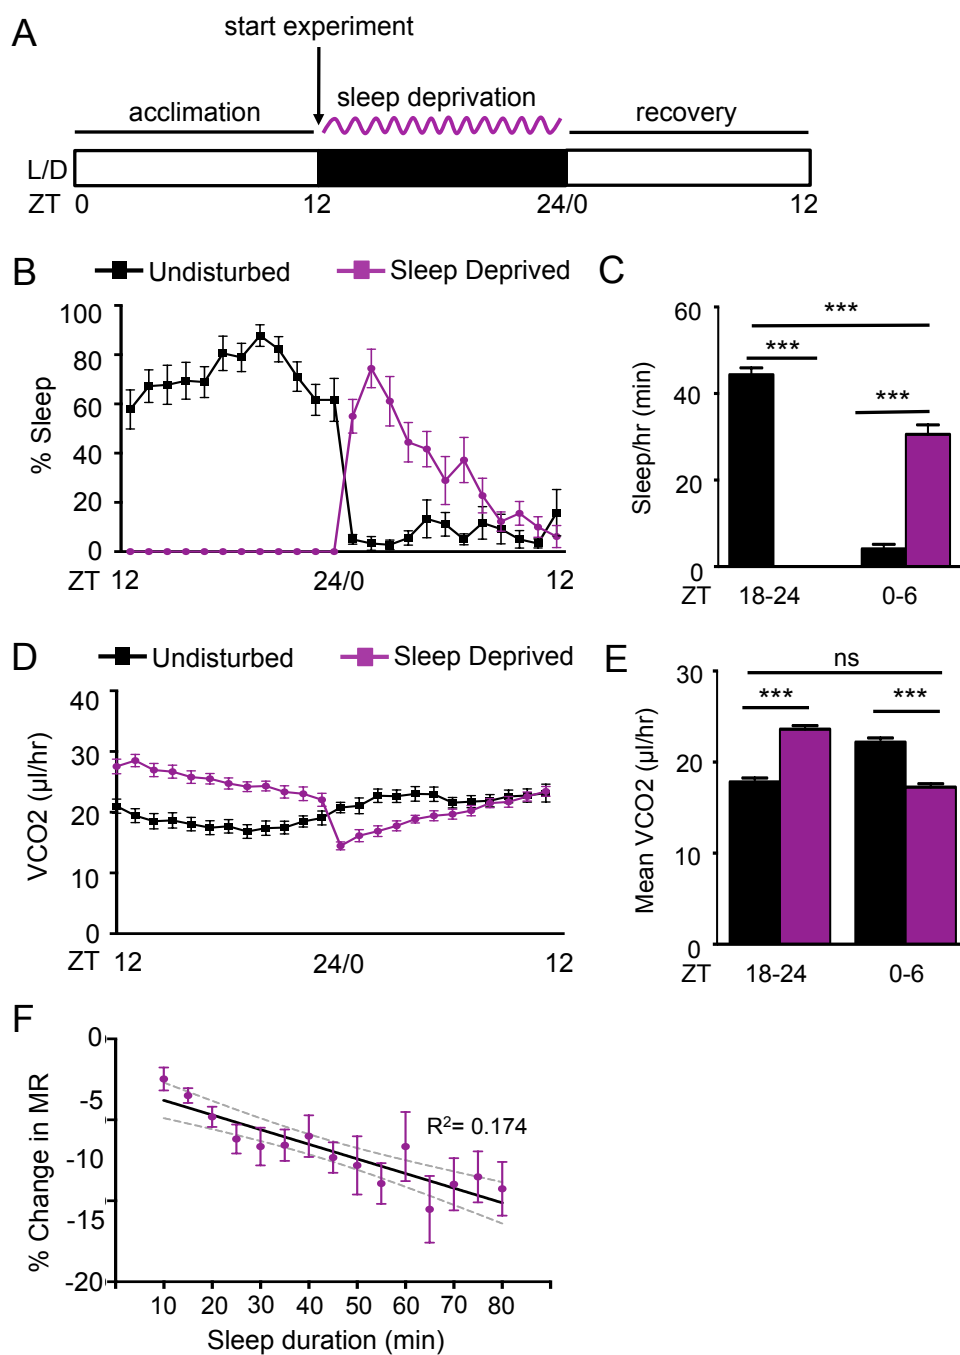 A
start experiment
acclimation
sleep deprivation
recovery
L/D
ZT 0 12 24/0 12
B
Undisturbed
Sleep Deprived
% Sleep
100
80
60
40
20
0
ZT 12 24/0 12
C
Sleep/hr (min)
60
40
20
0
***
***
***
ZT 18-24 0-6
D
Undisturbed
Sleep Deprived
VCO2 (µl/hr)
40
30
20
10
0
ZT 12 24/0 12
E
Mean VCO2 (µl/hr)
30
20
10
0
ns
***
***
ZT 18-24 0-6
F
% Change in MR
0
-5
-10
-15
-20
R²= 0.174
10 20 30 40 50 60 70 80
Sleep duration (min)